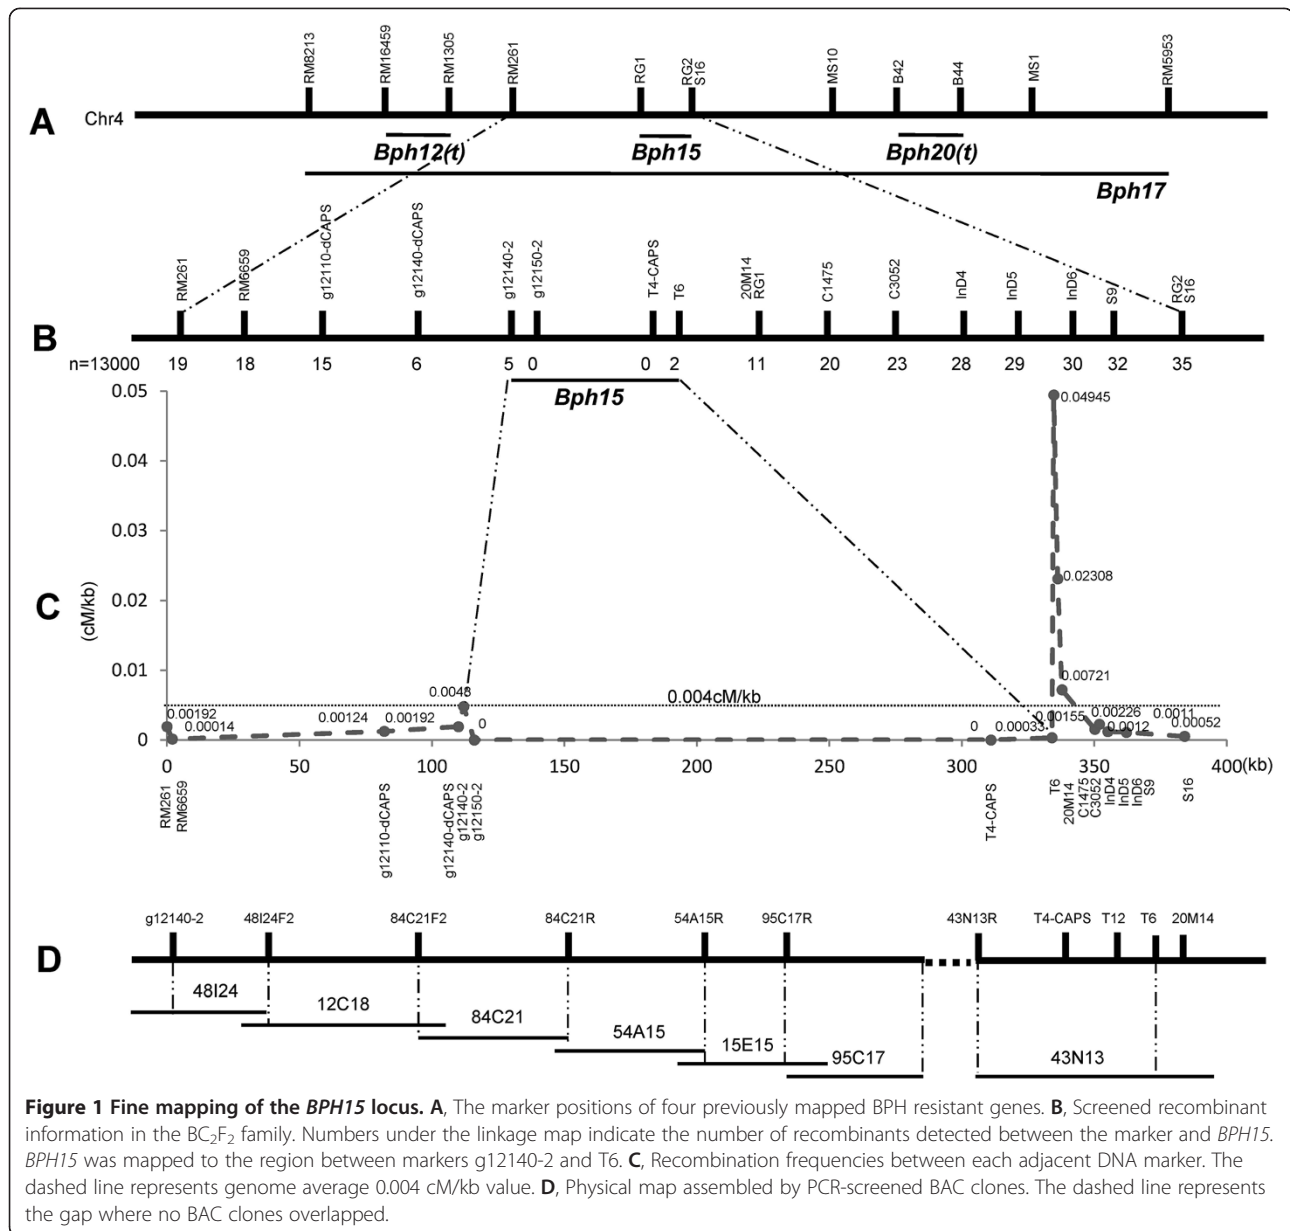 RM8213 RM16459 RM1305 RM261 RG1 RG2 S16 MS10 B42 B44 MS1 RM5953
A Chr4
Bph12(t) Bph15 Bph20(t)
Bph17
RM261 RM6659 g12110-dCAPS g12140-dCAPS g12140-2 g12150-2 T4-CAPS T6 20M14 RG1 C1475 C3052 InD4 InD5 InD6 S9 RG2 S16
B
n=13000 19 18 15 6 5 0 0 2 11 20 23 28 29 30 32 35
Bph15
C
(cM/kb)
0.05
0.04
0.03
0.02
0.01
0
0.04945
0.02308
0.00721
0.0048
0.004cM/kb
0.00192 0.00014 0.00124 0.00192 0 0 0.00033 0.00155 0.00226 0.0012 0.0011 0.00052
0 50 100 150 200 250 300 350 400 (kb)
RM261 RM6659 g12110-dCAPS g12140-dCAPS g12140-2 g12150-2 T4-CAPS T6 20M14 C1475 C3052 InD4 InD5 InD6 S9 S16
g12140-2 48I24F2 84C21F2 84C21R 54A15R 95C17R 43N13R T4-CAPS T12 T6 20M14
D
48I24
12C18
84C21
54A15
15E15
95C17
43N13
Figure 1 Fine mapping of the BPH15 locus. A, The marker positions of four previously mapped BPH resistant genes. B, Screened recombinant
information in the BC₂F₂ family. Numbers under the linkage map indicate the number of recombinants detected between the marker and BPH15.
BPH15 was mapped to the region between markers g12140-2 and T6. C, Recombination frequencies between each adjacent DNA marker. The
dashed line represents genome average 0.004 cM/kb value. D, Physical map assembled by PCR-screened BAC clones. The dashed line represents
the gap where no BAC clones overlapped.